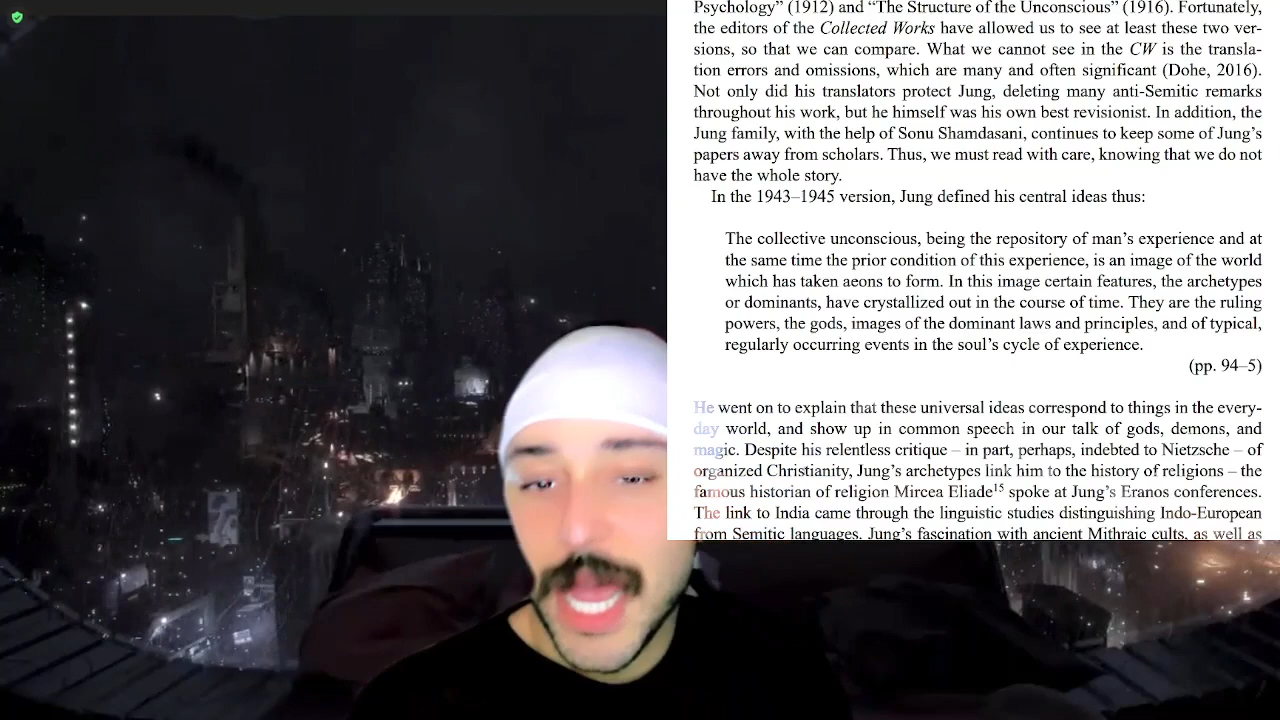 Psychology” (1912) and “The Structure of the Unconscious” (1916). Fortunately,
the editors of the Collected Works have allowed us to see at least these two ver-
sions, so that we can compare. What we cannot see in the CW is the transla-
tion errors and omissions, which are many and often significant (Dohe, 2016).
Not only did his translators protect Jung, deleting many anti-Semitic remarks
throughout his work, but he himself was his own best revisionist. In addition, the
Jung family, with the help of Sonu Shamdasani, continues to keep some of Jung’s
papers away from scholars. Thus, we must read with care, knowing that we do not
have the whole story.
In the 1943–1945 version, Jung defined his central ideas thus:
The collective unconscious, being the repository of man’s experience and at
the same time the prior condition of this experience, is an image of the world
which has taken aeons to form. In this image certain features, the archetypes
or dominants, have crystallized out in the course of time. They are the ruling
powers, the gods, images of the dominant laws and principles, and of typical,
regularly occurring events in the soul’s cycle of experience.
(pp. 94–5)
He went on to explain that these universal ideas correspond to things in the every-
day world, and show up in common speech in our talk of gods, demons, and
magic. Despite his relentless critique – in part, perhaps, indebted to Nietzsche – of
organized Christianity, Jung’s archetypes link him to the history of religions – the
famous historian of religion Mircea Eliade¹⁵ spoke at Jung’s Eranos conferences.
The link to India came through the linguistic studies distinguishing Indo-European
from Semitic languages. Jung’s fascination with ancient Mithraic cults, as well as